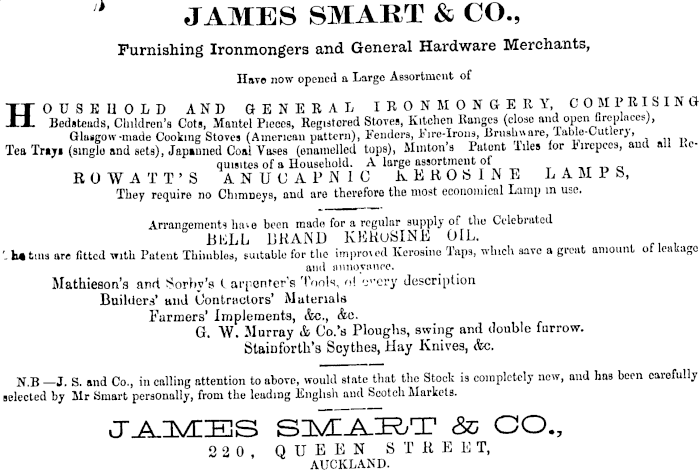 JAMES SMART & CO.,
Furnishing Ironmongers and General Hardware Merchants,
Have now opened a Large Assortment of
HOUSEHOLD AND GENERAL IRONMONGERY, COMPRISING
Bedsteads, Children's Cots, Mantel Pieces, Registered Stoves, Kitchen Ranges (close and open fireplaces),
Glasgow-made Cooking Stoves (American pattern), Fenders, Fire-Irons, Brushware, Table-Cutlery,
Tea Trays (single and sets), Japanned Coal Vases (enamelled tops), Minton's Patent Tiles for Firepeces, and all Re-
quisites of a Household. A large assortment of
ROWATT'S ANUCAPNIC KEROSINE LAMPS,
They require no Chimneys, and are therefore the most economical Lamp in use.
Arrangements have been made for a regular supply of the Celebrated
BELL BRAND KEROSINE OIL.
The tins are fitted with Patent Thimbles, suitable for the improved Kerosine Taps, which save a great amount of leakage
and annoyance.
Mathieson's and Sorby's Carpenter's Tools, of every description
Builders' and Contractors' Materials
Farmers' Implements, &c., &c.
G. W. Murray & Co.'s Ploughs, swing and double furrow.
Stainforth's Scythes, Hay Knives, &c.
N.B—J. S. and Co., in calling attention to above, would state that the Stock is completely new, and has been carefully
selected by Mr Smart personally, from the leading English and Scotch Markets.
JAMES SMART & CO.,
220, QUEEN STREET,
AUCKLAND.